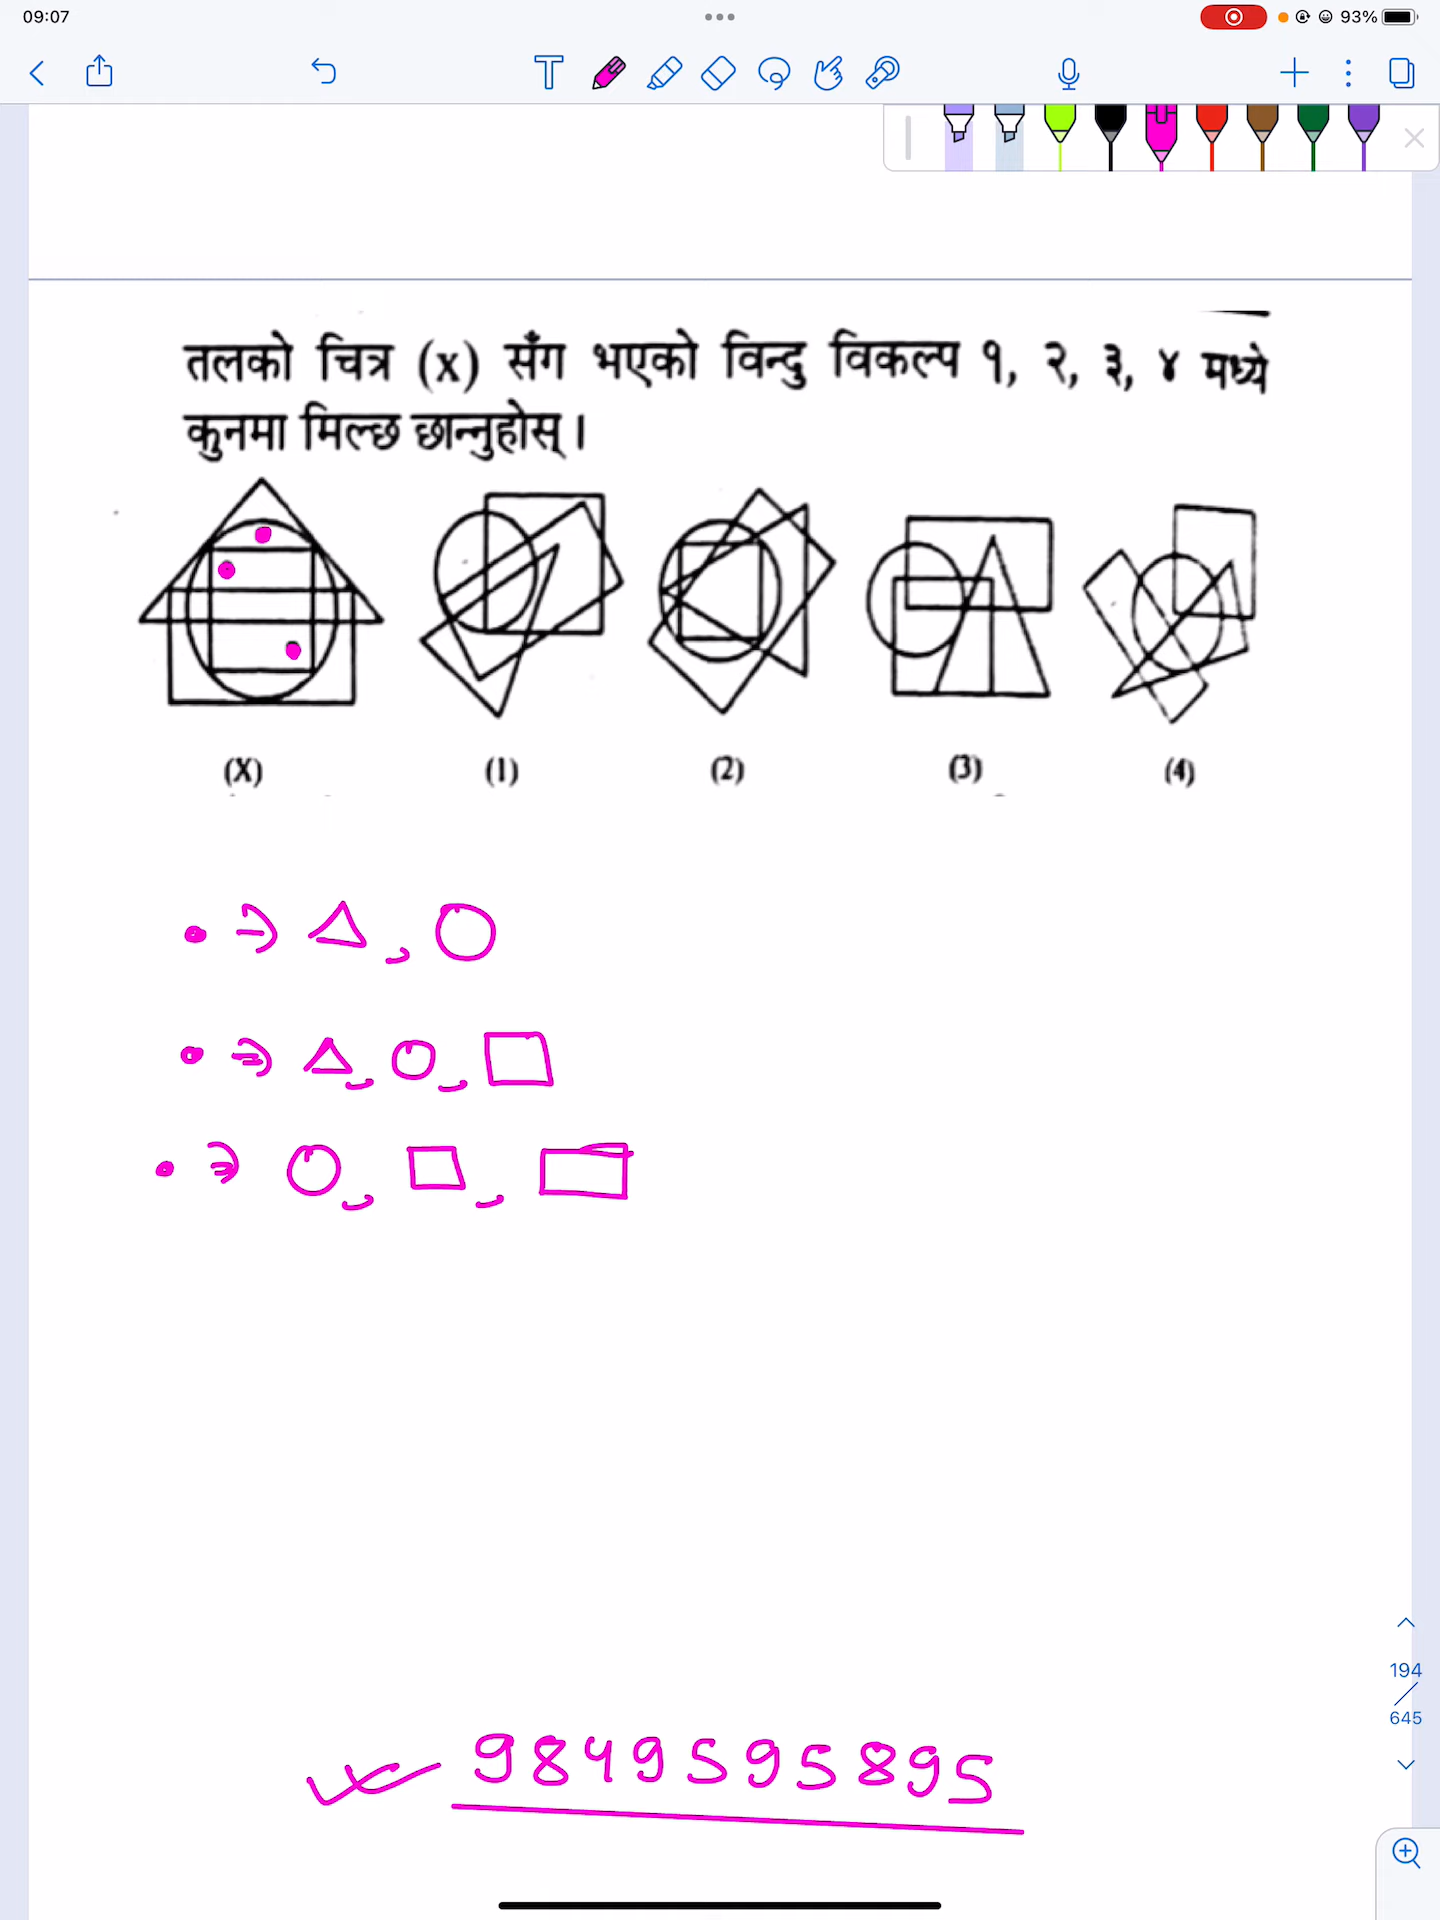 09:07
93%
T
तलको चित्र (x) सँग भएको विन्दु विकल्प १, २, ३, ४ मध्ये
कुनमा मिल्छ छान्नुहोस् ।
(X) (1) (2) (3) (4)
194
/
645
9849595895